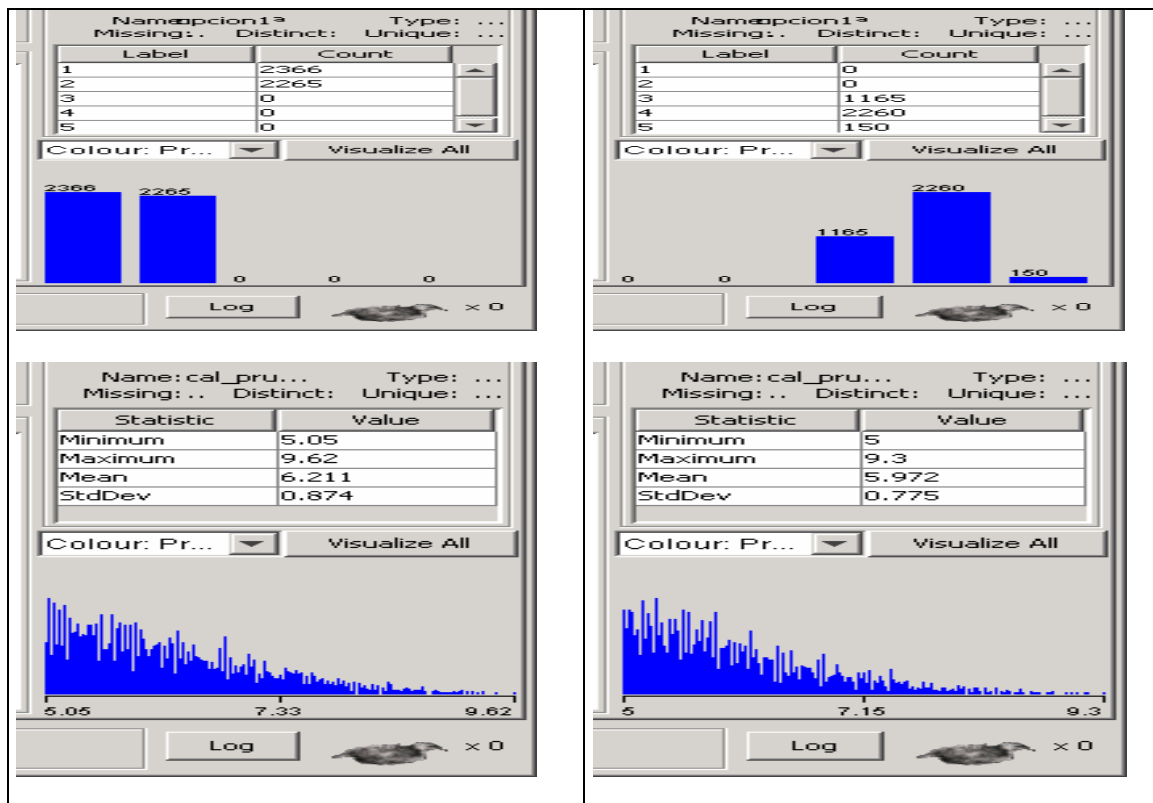 Name: opcion1ª Type: ...
Missing: .. Distinct: Unique: ...
Label Count
1 2366
2 2265
3 0
4 0
5 0
Colour: Pr... Visualize All
2366 2265 0 0 0
Log x 0
Name: opcion1ª Type: ...
Missing: .. Distinct: Unique: ...
Label Count
1 0
2 0
3 1165
4 2260
5 150
Colour: Pr... Visualize All
0 0 1165 2260 150
Log x 0
Name: cal_pru... Type: ...
Missing: .. Distinct: Unique: ...
Statistic Value
Minimum 5.05
Maximum 9.62
Mean 6.211
StdDev 0.874
Colour: Pr... Visualize All
5.05 7.33 9.62
Log x 0
Name: cal_pru... Type: ...
Missing: .. Distinct: Unique: ...
Statistic Value
Minimum 5
Maximum 9.3
Mean 5.972
StdDev 0.775
Colour: Pr... Visualize All
5 7.15 9.3
Log x 0